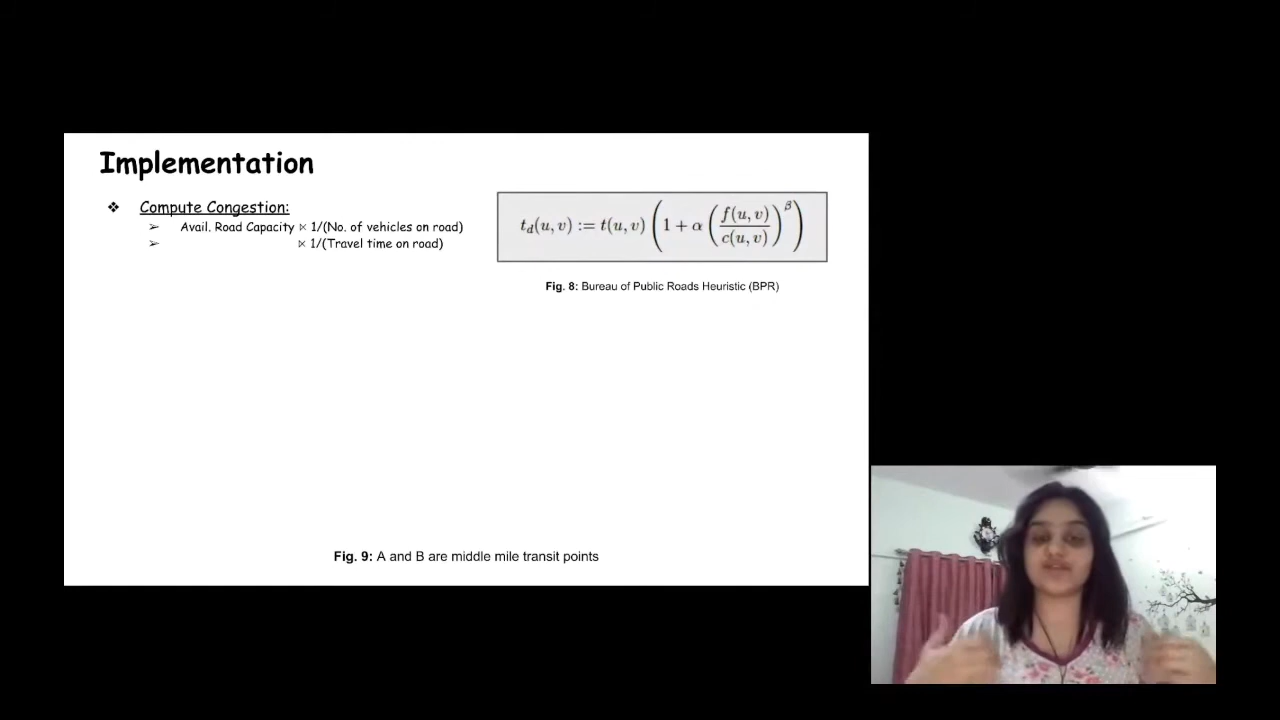 Implementation
❖ Compute Congestion:
➢ Avail. Road Capacity ∝ 1/(No. of vehicles on road)
➢ ∝ 1/(Travel time on road)
t_d(u, v) := t(u, v) (1 + α (f(u, v)/c(u, v))^β)
Fig. 8: Bureau of Public Roads Heuristic (BPR)
Fig. 9: A and B are middle mile transit points